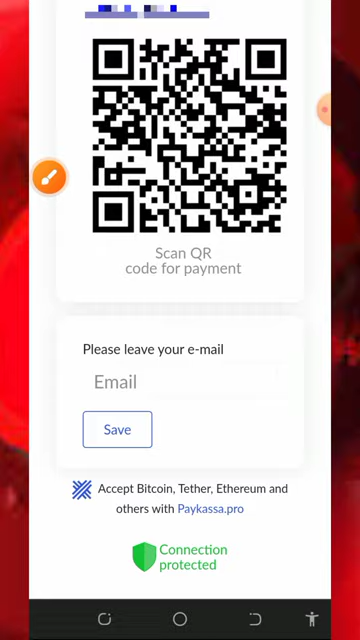 Scan QR
code for payment
Please leave your e-mail
Email
Save
Accept Bitcoin, Tether, Ethereum and
others with Paykassa.pro
Connection
protected